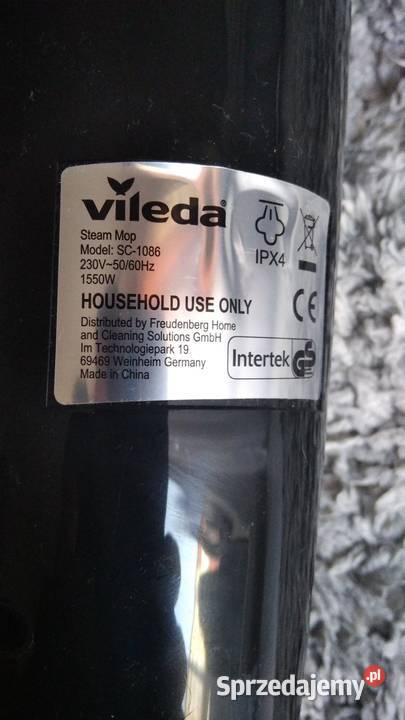 vileda®
Steam Mop
Model: SC-1086
230V~50/60Hz
1550W
IPX4
HOUSEHOLD USE ONLY
Distributed by Freudenberg Home
and Cleaning Solutions GmbH
Im Technologiepark 19
69469 Weinheim Germany
Made in China
CE
Intertek GS
Sprzedajemy.pl